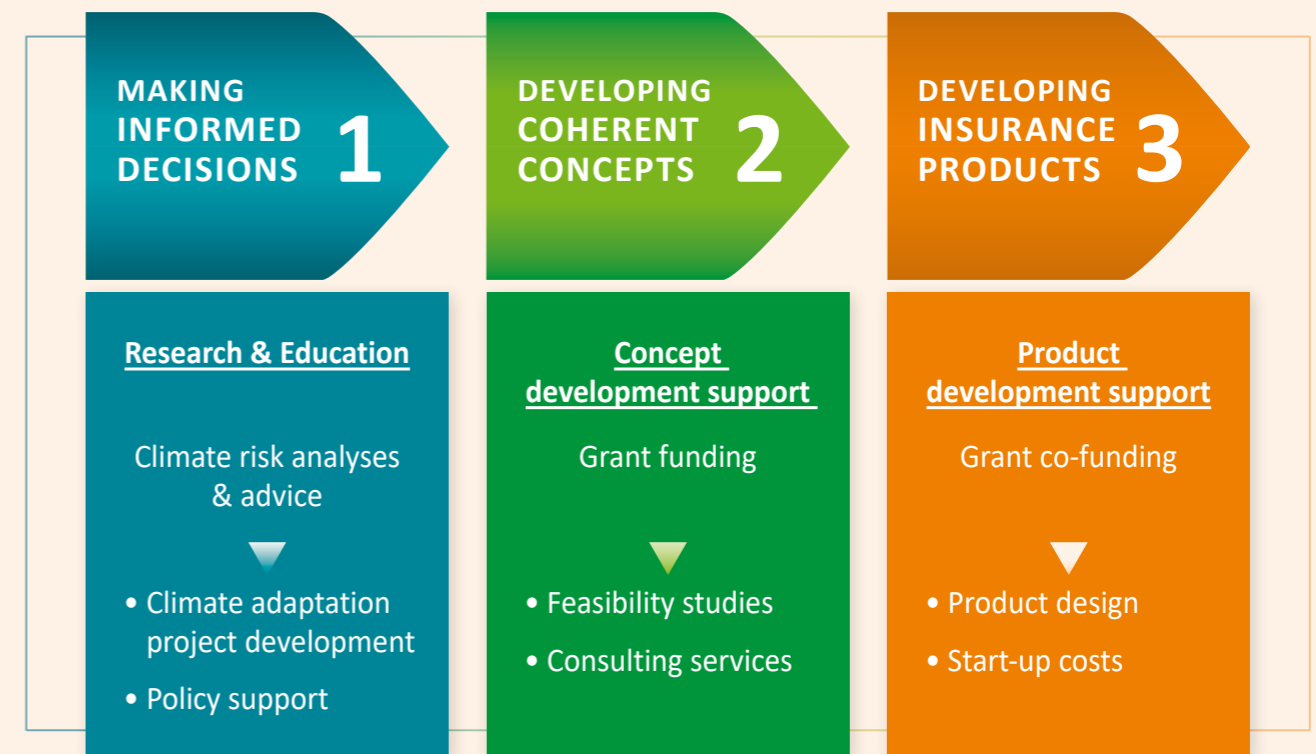 MAKING
INFORMED
DECISIONS
1
Research & Education
Climate risk analyses
& advice
• Climate adaptation
project development
• Policy support
DEVELOPING
COHERENT
CONCEPTS
2
Concept
development support
Grant funding
• Feasibility studies
• Consulting services
DEVELOPING
INSURANCE
PRODUCTS
3
Product
development support
Grant co-funding
• Product design
• Start-up costs